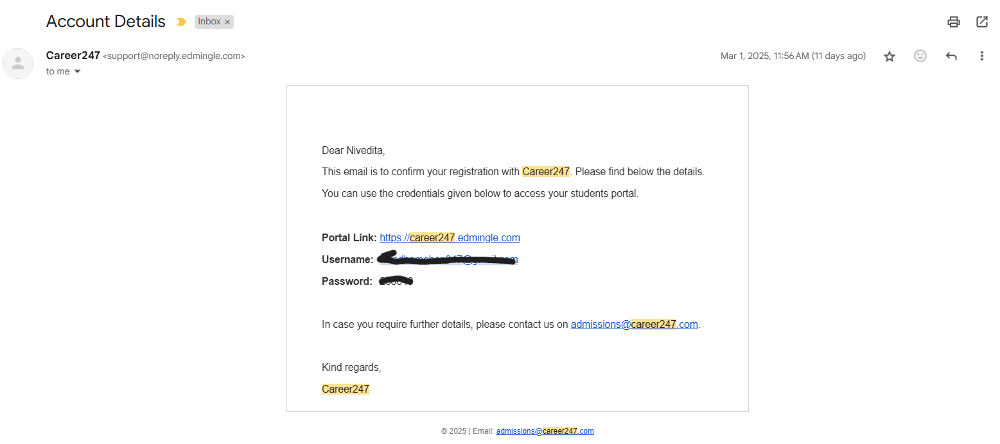 Account Details Inbox ×
Career247 <support@noreply.edmingle.com> Mar 1, 2025, 11:56 AM (11 days ago)
to me
Dear Nivedita,
This email is to confirm your registration with Career247. Please find below the details.
You can use the credentials given below to access your students portal.
Portal Link: https://career247.edmingle.com
Username:
Password:
In case you require further details, please contact us on admissions@career247.com.
Kind regards,
Career247
© 2025 | Email: admissions@career247.com